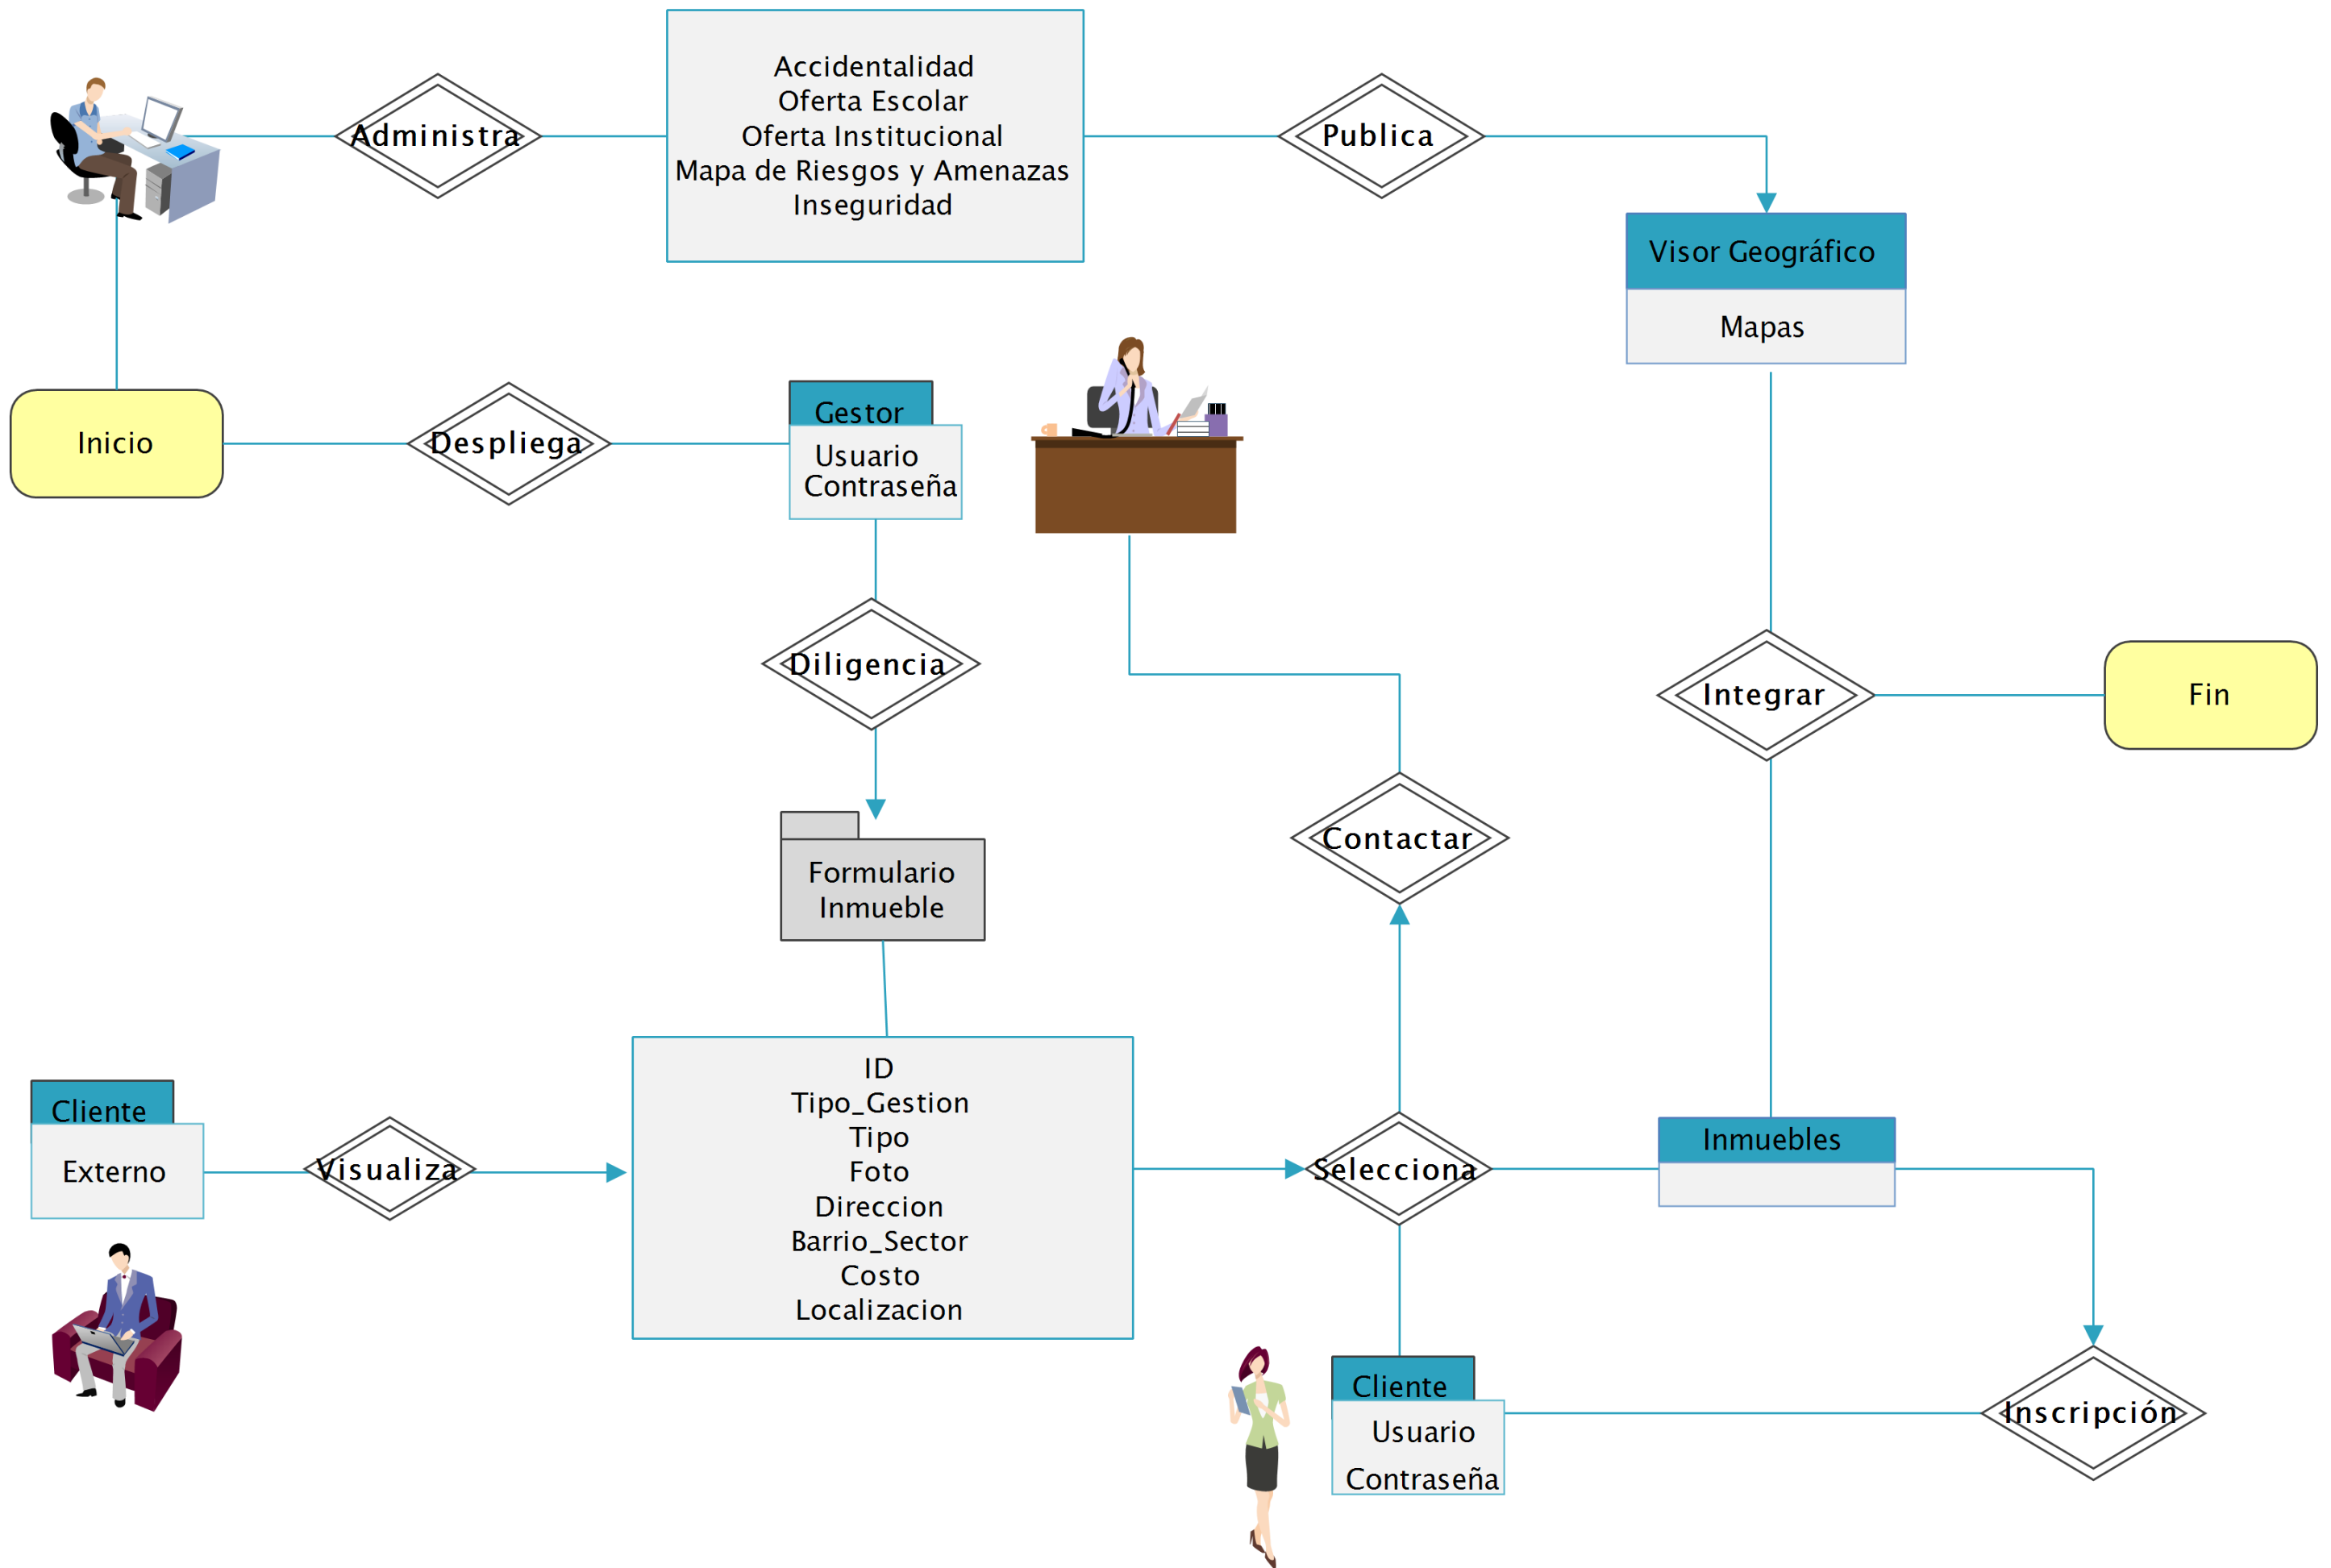 Administra
Accidentalidad
Oferta Escolar
Oferta Institucional
Mapa de Riesgos y Amenazas
Inseguridad
Publica
Visor Geográfico
Mapas
Inicio
Despliega
Gestor
Usuario
Contraseña
Diligencia
Integrar
Fin
Contactar
Formulario
Inmueble
Cliente
Externo
Visualiza
ID
Tipo_Gestion
Tipo
Foto
Direccion
Barrio_Sector
Costo
Localizacion
Selecciona
Inmuebles
Cliente
Usuario
Contraseña
Inscripción